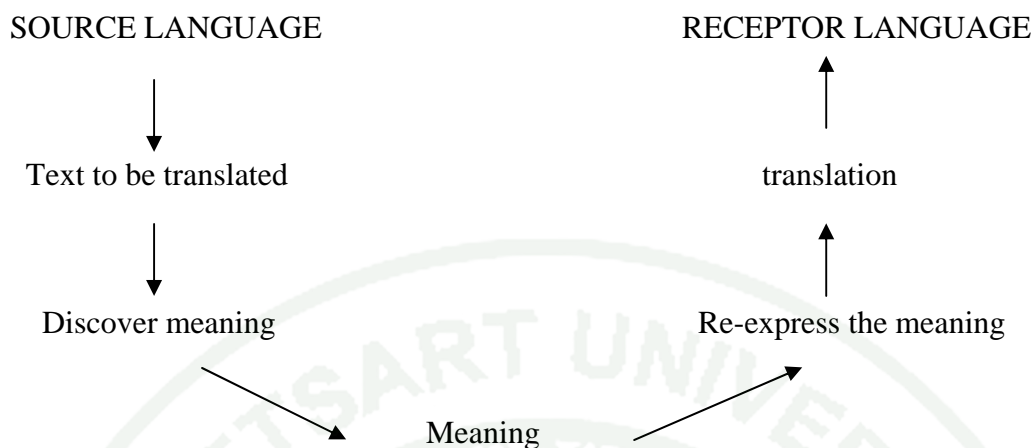 SOURCE LANGUAGE RECEPTOR LANGUAGE
Text to be translated translation
Discover meaning Re-express the meaning
Meaning